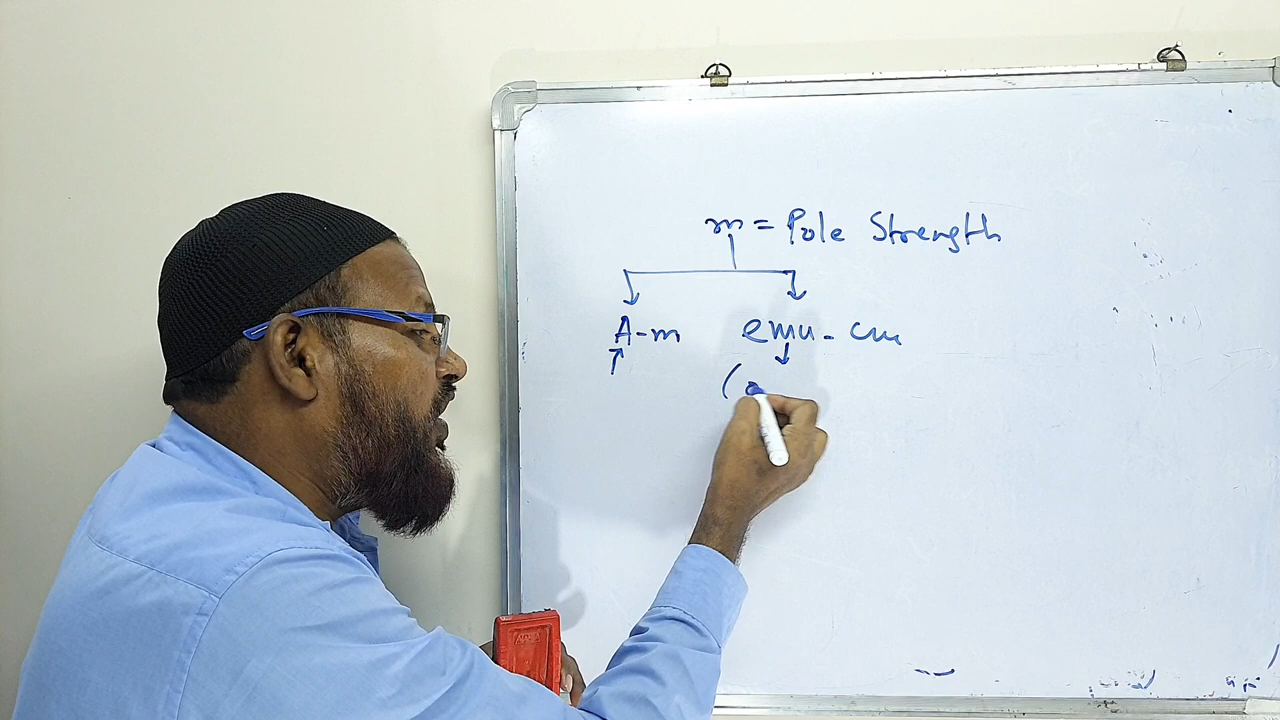 m = Pole Strength
A-m emu-cm
(